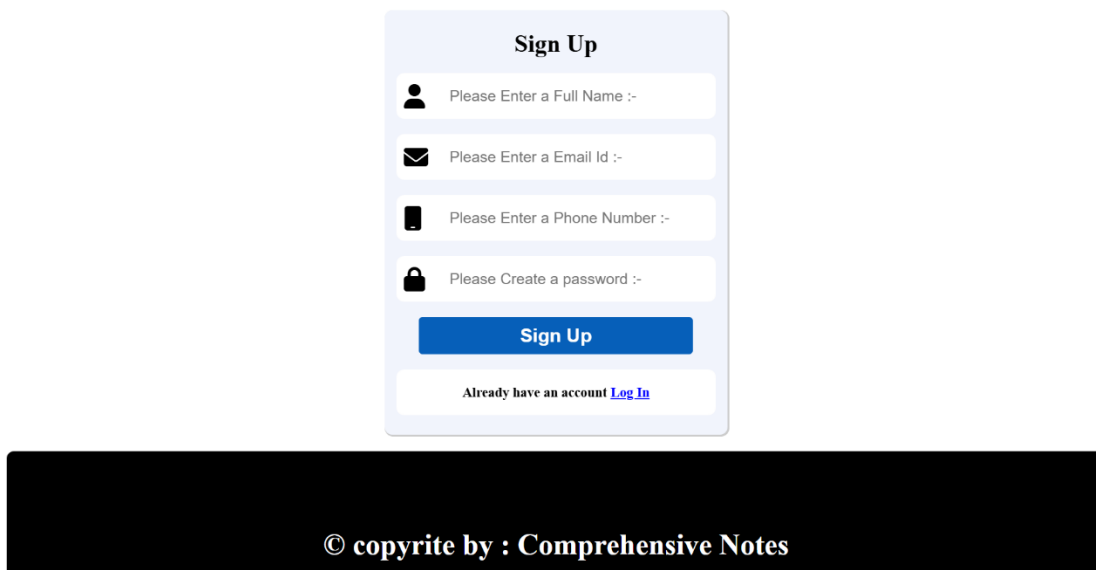 Sign Up
Please Enter a Full Name :-
Please Enter a Email Id :-
Please Enter a Phone Number :-
Please Create a password :-
Sign Up
Already have an account Log In
© copyrite by : Comprehensive Notes